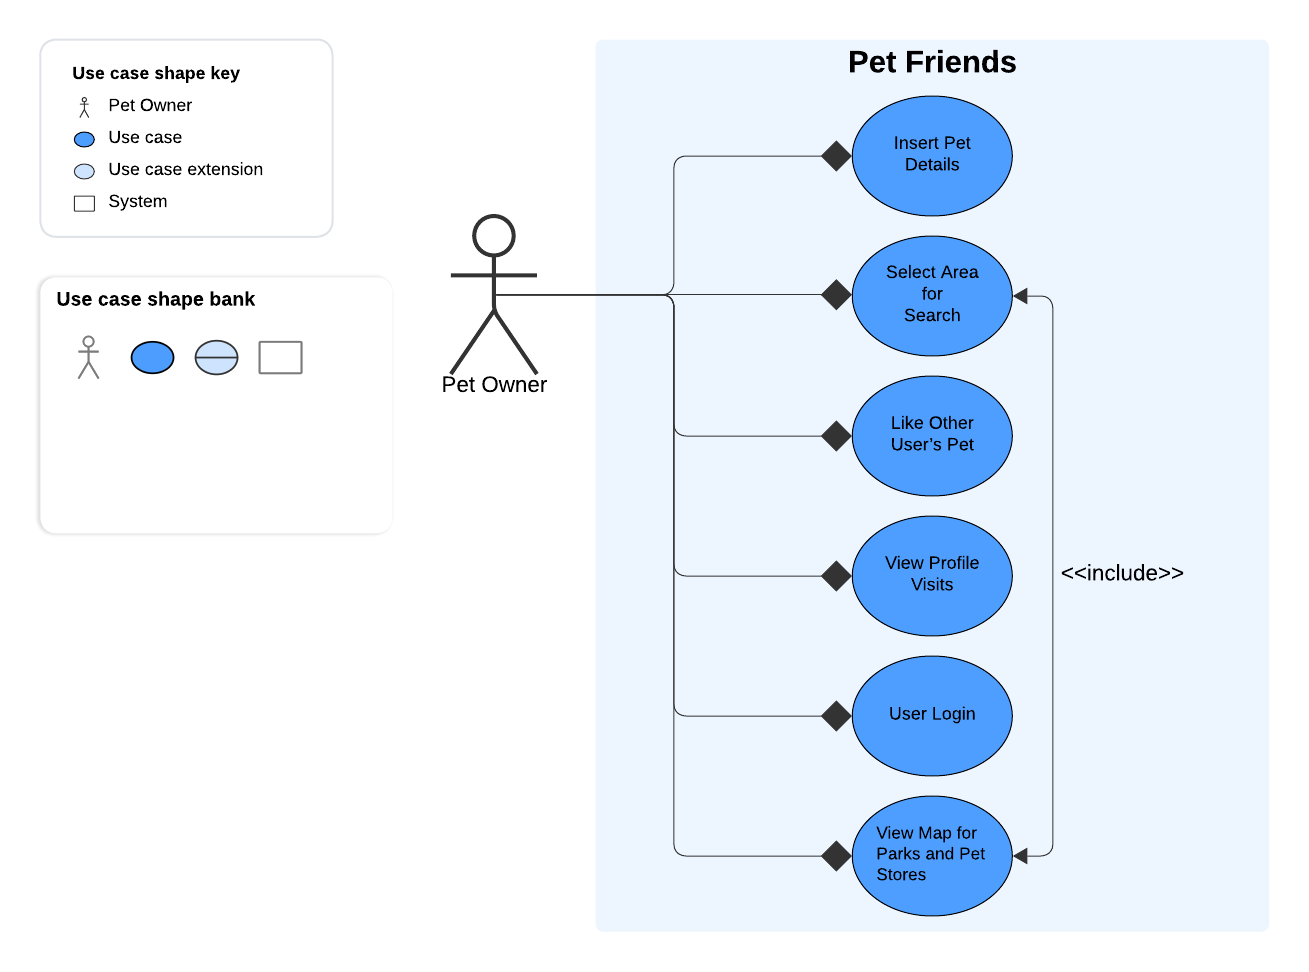 Use case shape key
Pet Owner
Use case
Use case extension
System
Use case shape bank
Pet Owner
Pet Friends
Insert Pet
Details
Select Area
for
Search
Like Other
User’s Pet
View Profile
Visits
<<include>>
User Login
View Map for
Parks and Pet
Stores